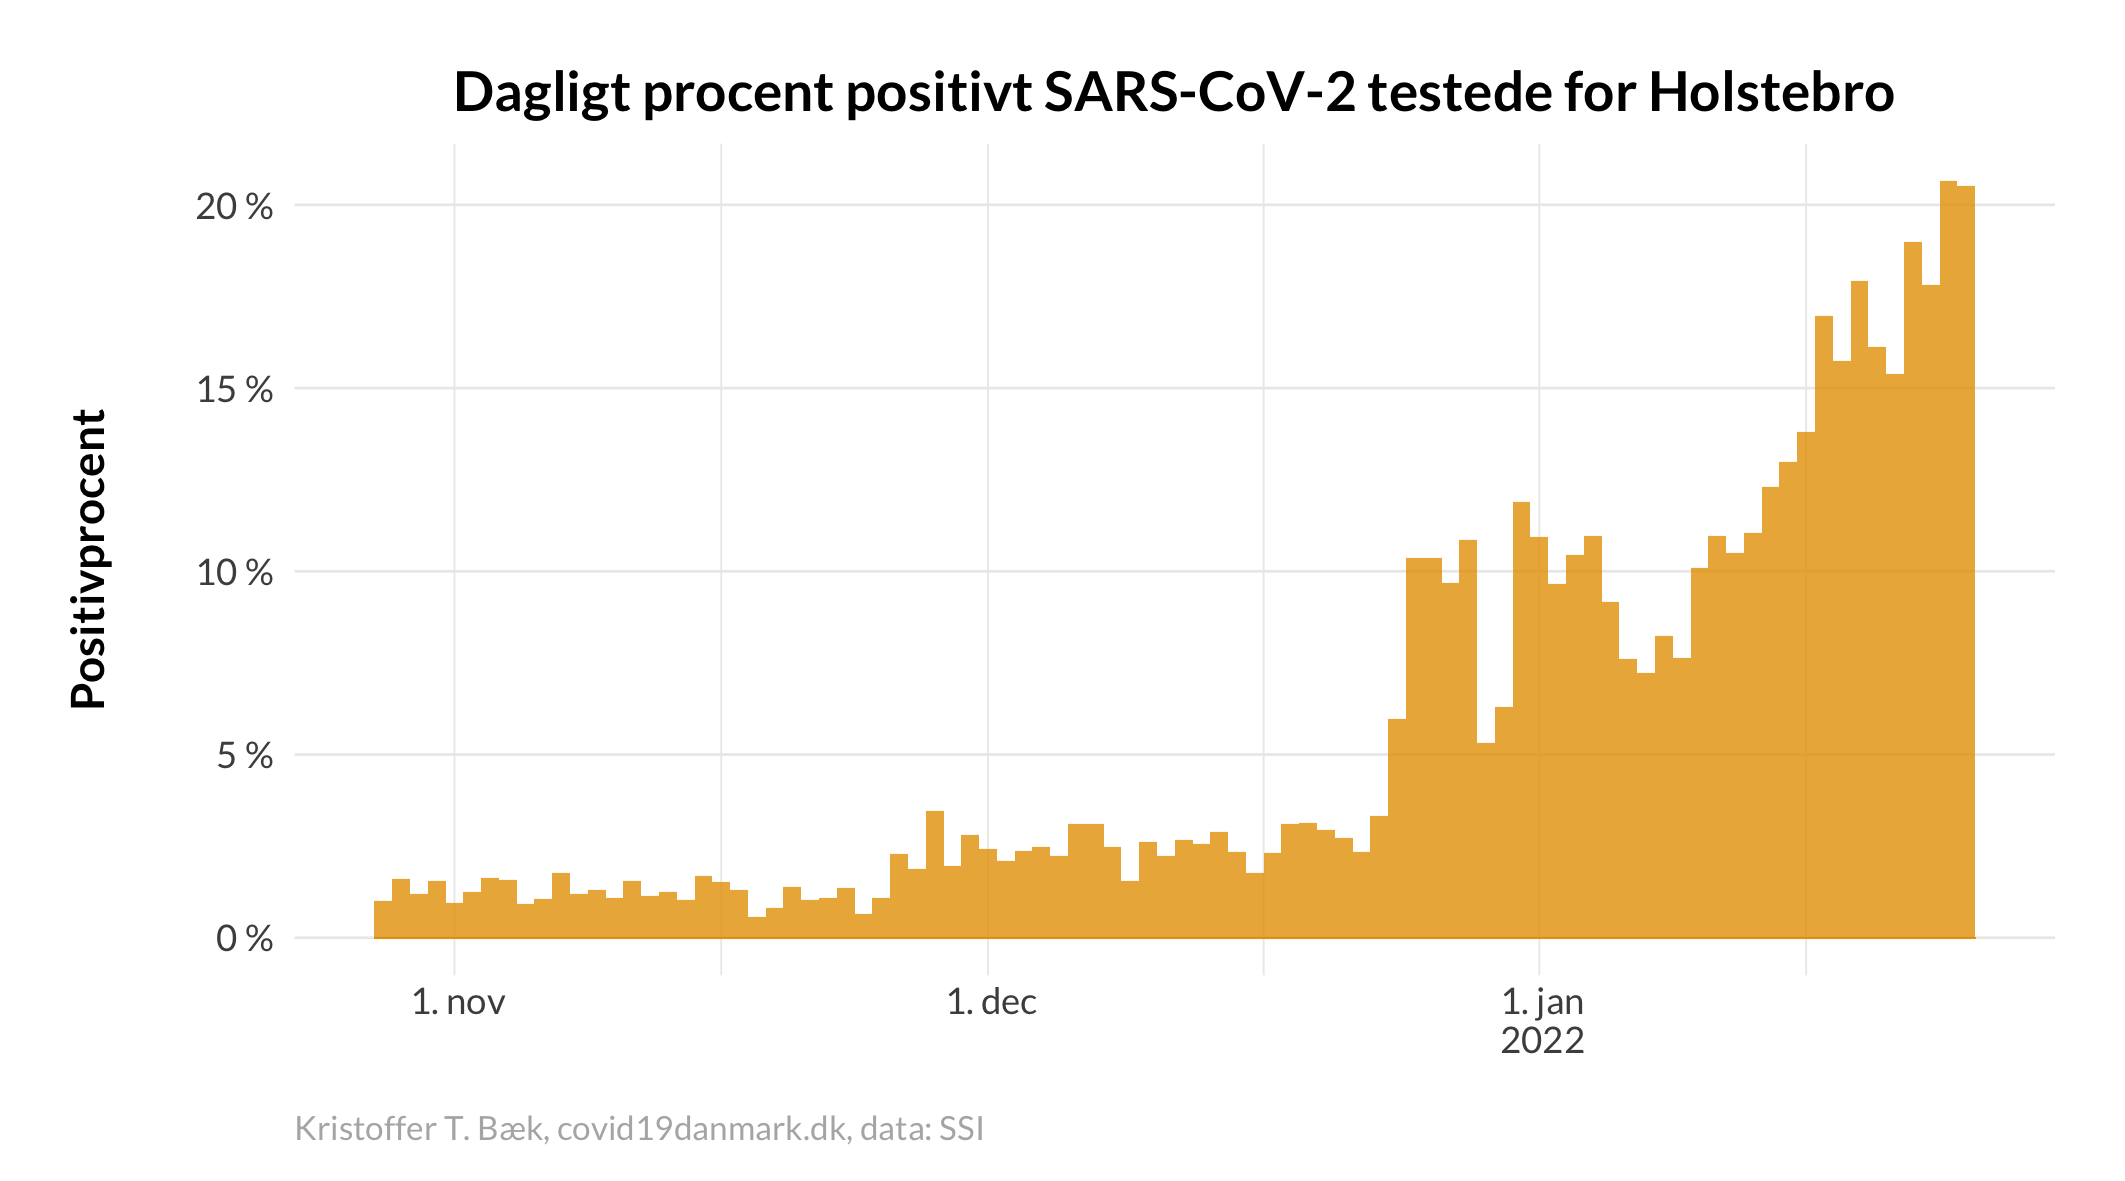 Dagligt procent positivt SARS-CoV-2 testede for Holstebro
Positivprocent
20 %
15 %
10 %
5 %
0 %
1. nov
1. dec
1. jan
2022
Kristoffer T. Bæk, covid19danmark.dk, data: SSI